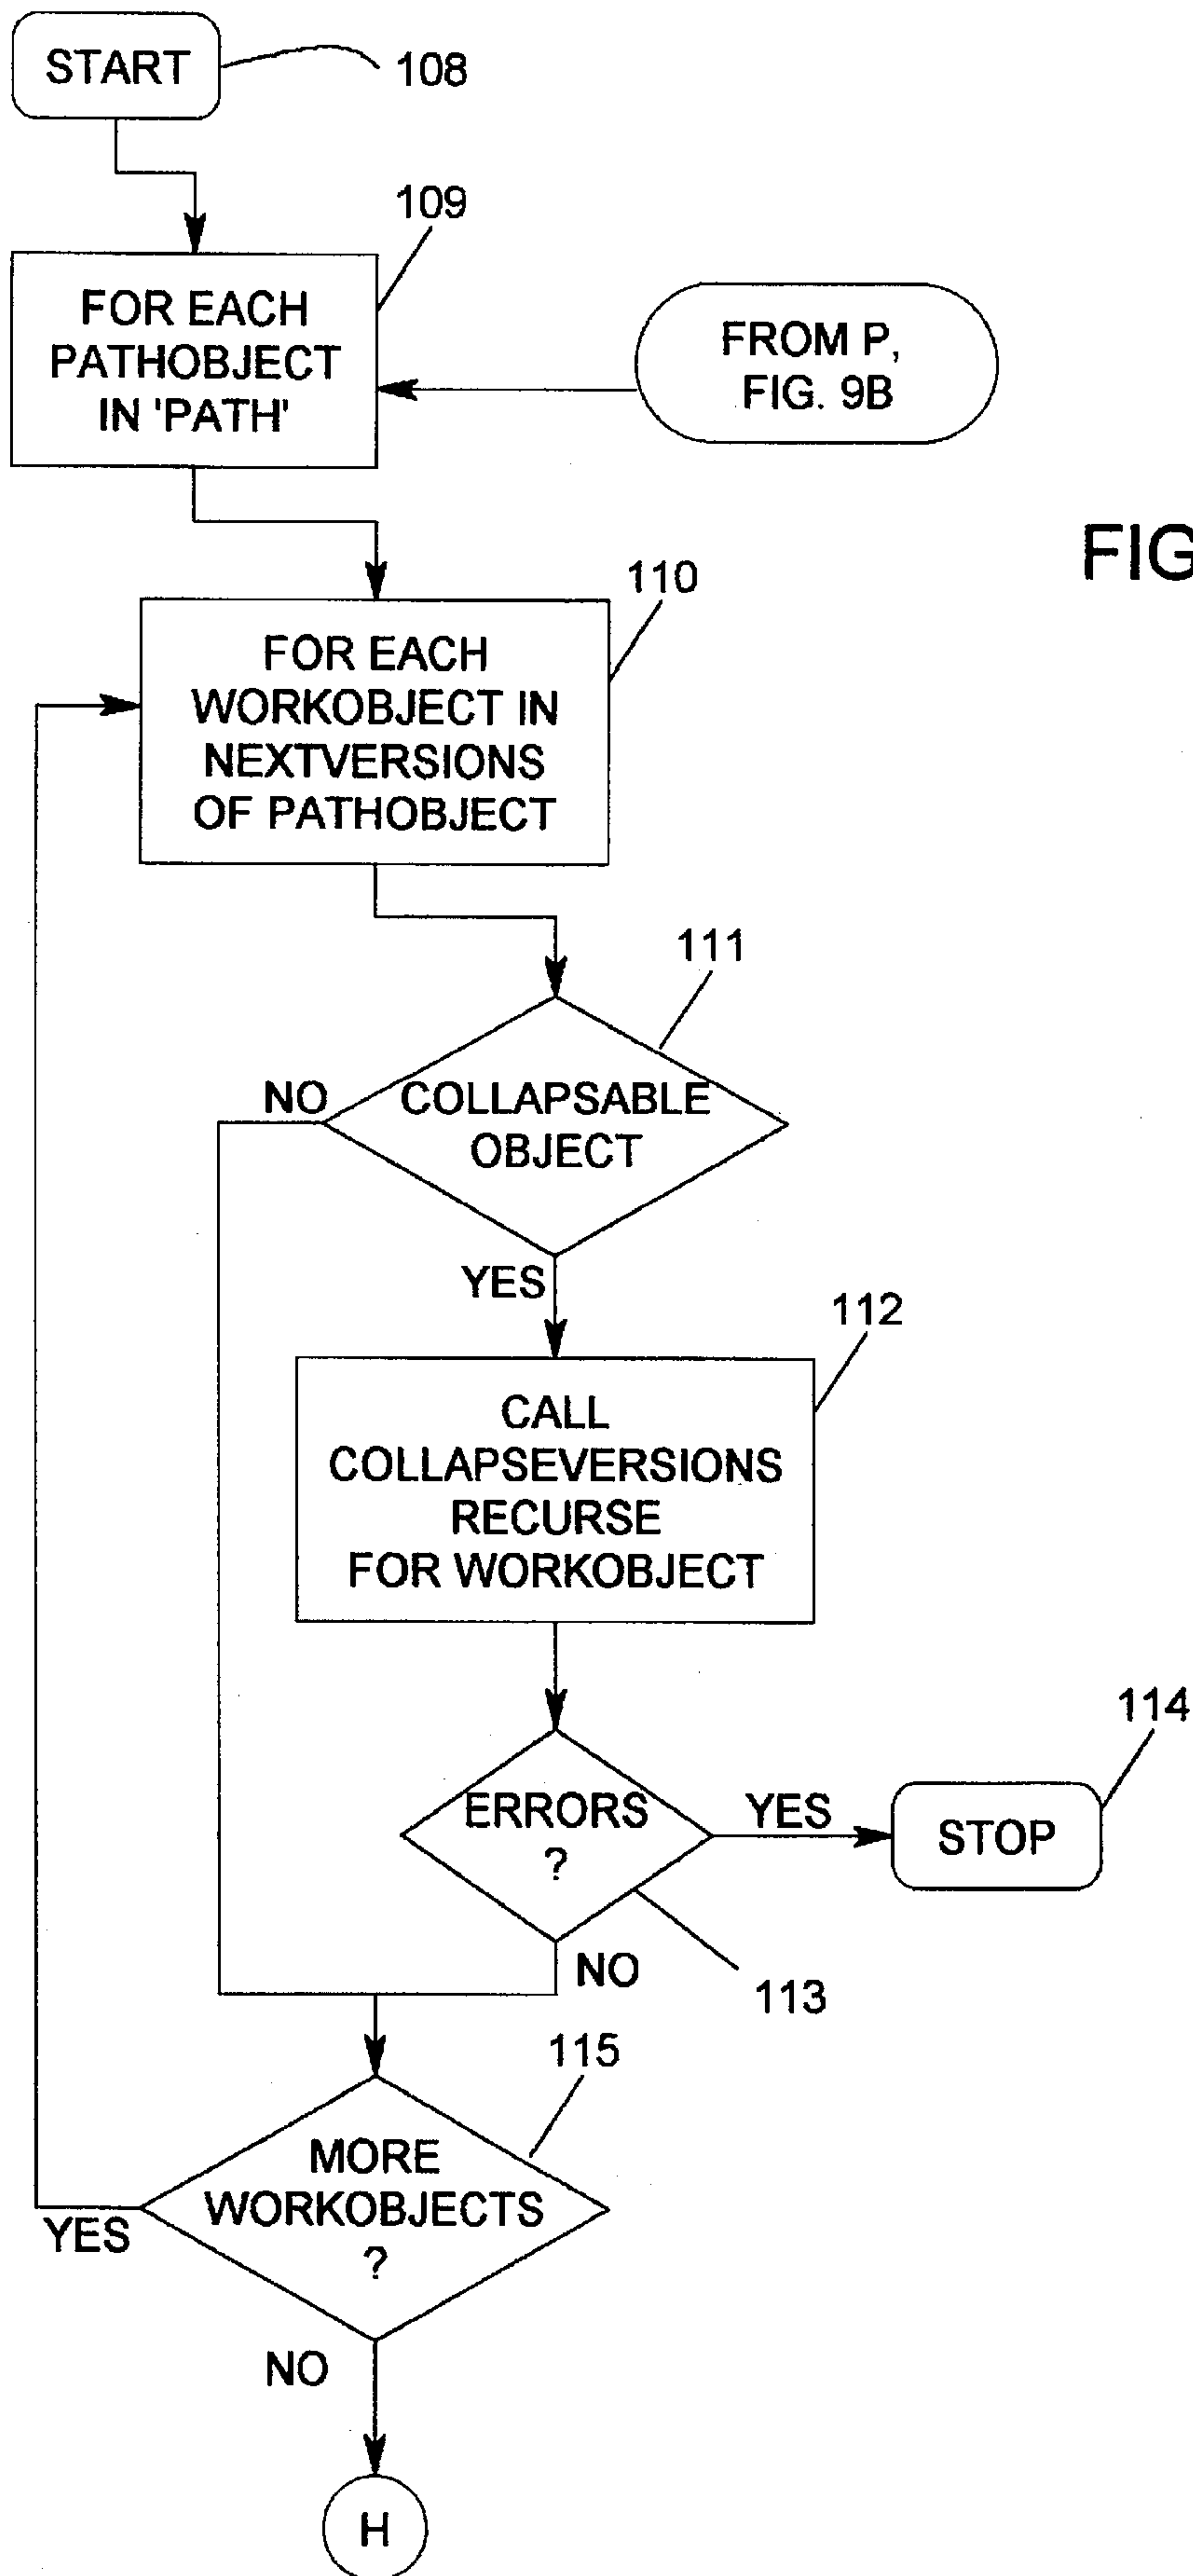 START
108
109
FOR EACH
PATHOBJECT
IN 'PATH'
FROM P,
FIG. 9B
FIG
110
FOR EACH
WORKOBJECT IN
NEXTVERSIONS
OF PATHOBJECT
111
NO
COLLAPSABLE
OBJECT
YES
112
CALL
COLLAPSEVERSIONS
RECURSE
FOR WORKOBJECT
114
ERRORS
?
YES
STOP
NO
113
115
MORE
WORKOBJECTS
?
YES
NO
H